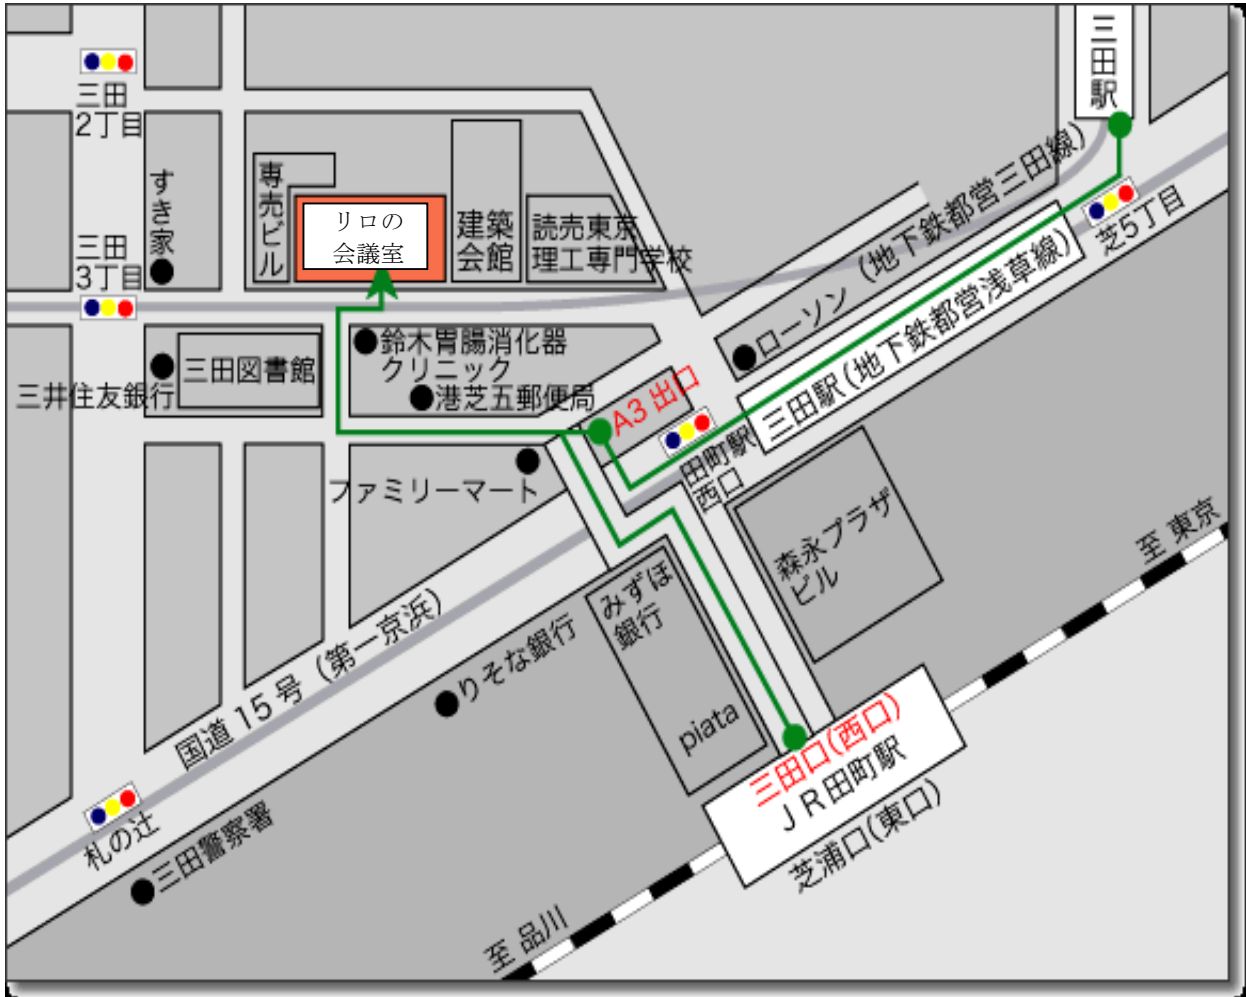 三田
2丁目
すき家
三田
3丁目
専売ビル
リロの
会議室
建築
会館
読売東京
理工専門学校
三田駅
(地下鉄都営三田線)
芝5丁目
ローソン
三田駅(地下鉄都営浅草線)
三井住友銀行
三田図書館
鈴木胃腸消化器
クリニック
港芝五郵便局
A3 出口
田町駅
西口
ファミリーマート
森永プラザ
ビル
至 東京
みずほ
銀行
piata
りそな銀行
国道 15 号 (第一京浜)
三田口(西口)
JR田町駅
芝浦口(東口)
札の辻
三田警察署
至 品川